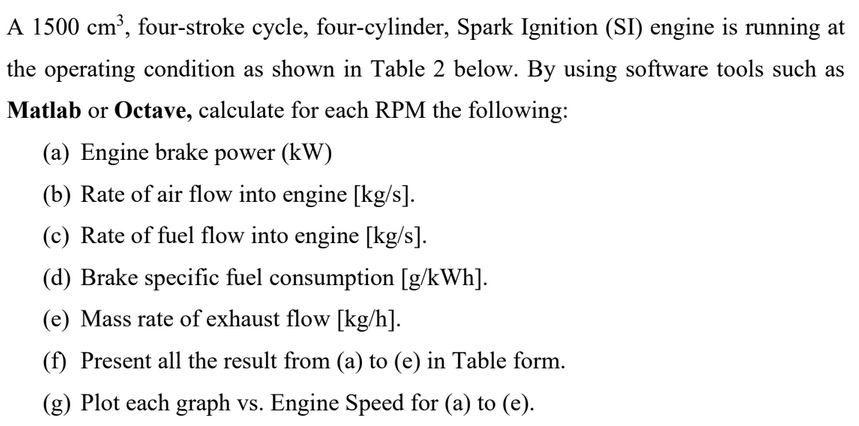 A 1500 cm³, four-stroke cycle, four-cylinder, Spark Ignition (SI) engine is running at
the operating condition as shown in Table 2 below. By using software tools such as
Matlab or Octave, calculate for each RPM the following:
(a) Engine brake power (kW)
(b) Rate of air flow into engine [kg/s].
(c) Rate of fuel flow into engine [kg/s].
(d) Brake specific fuel consumption [g/kWh].
(e) Mass rate of exhaust flow [kg/h].
(f) Present all the result from (a) to (e) in Table form.
(g) Plot each graph vs. Engine Speed for (a) to (e).